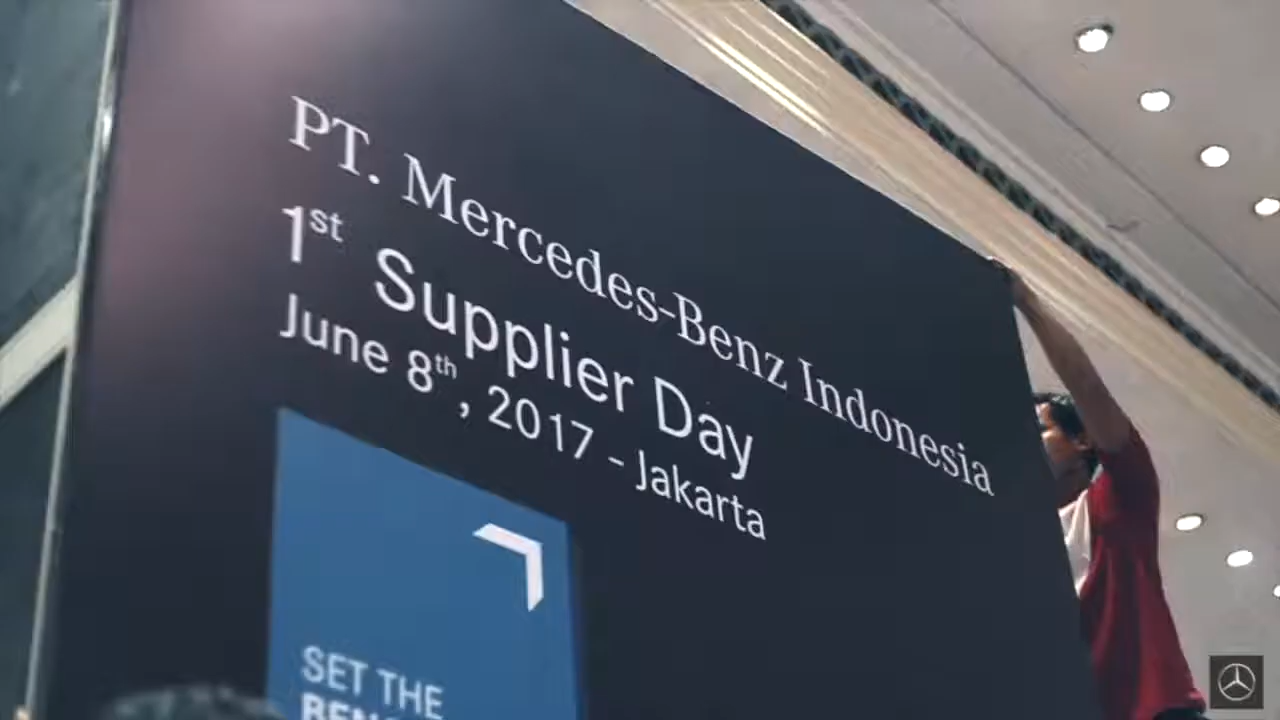 PT. Mercedes-Benz Indonesia
1st Supplier Day
June 8th, 2017 - Jakarta
SET THE